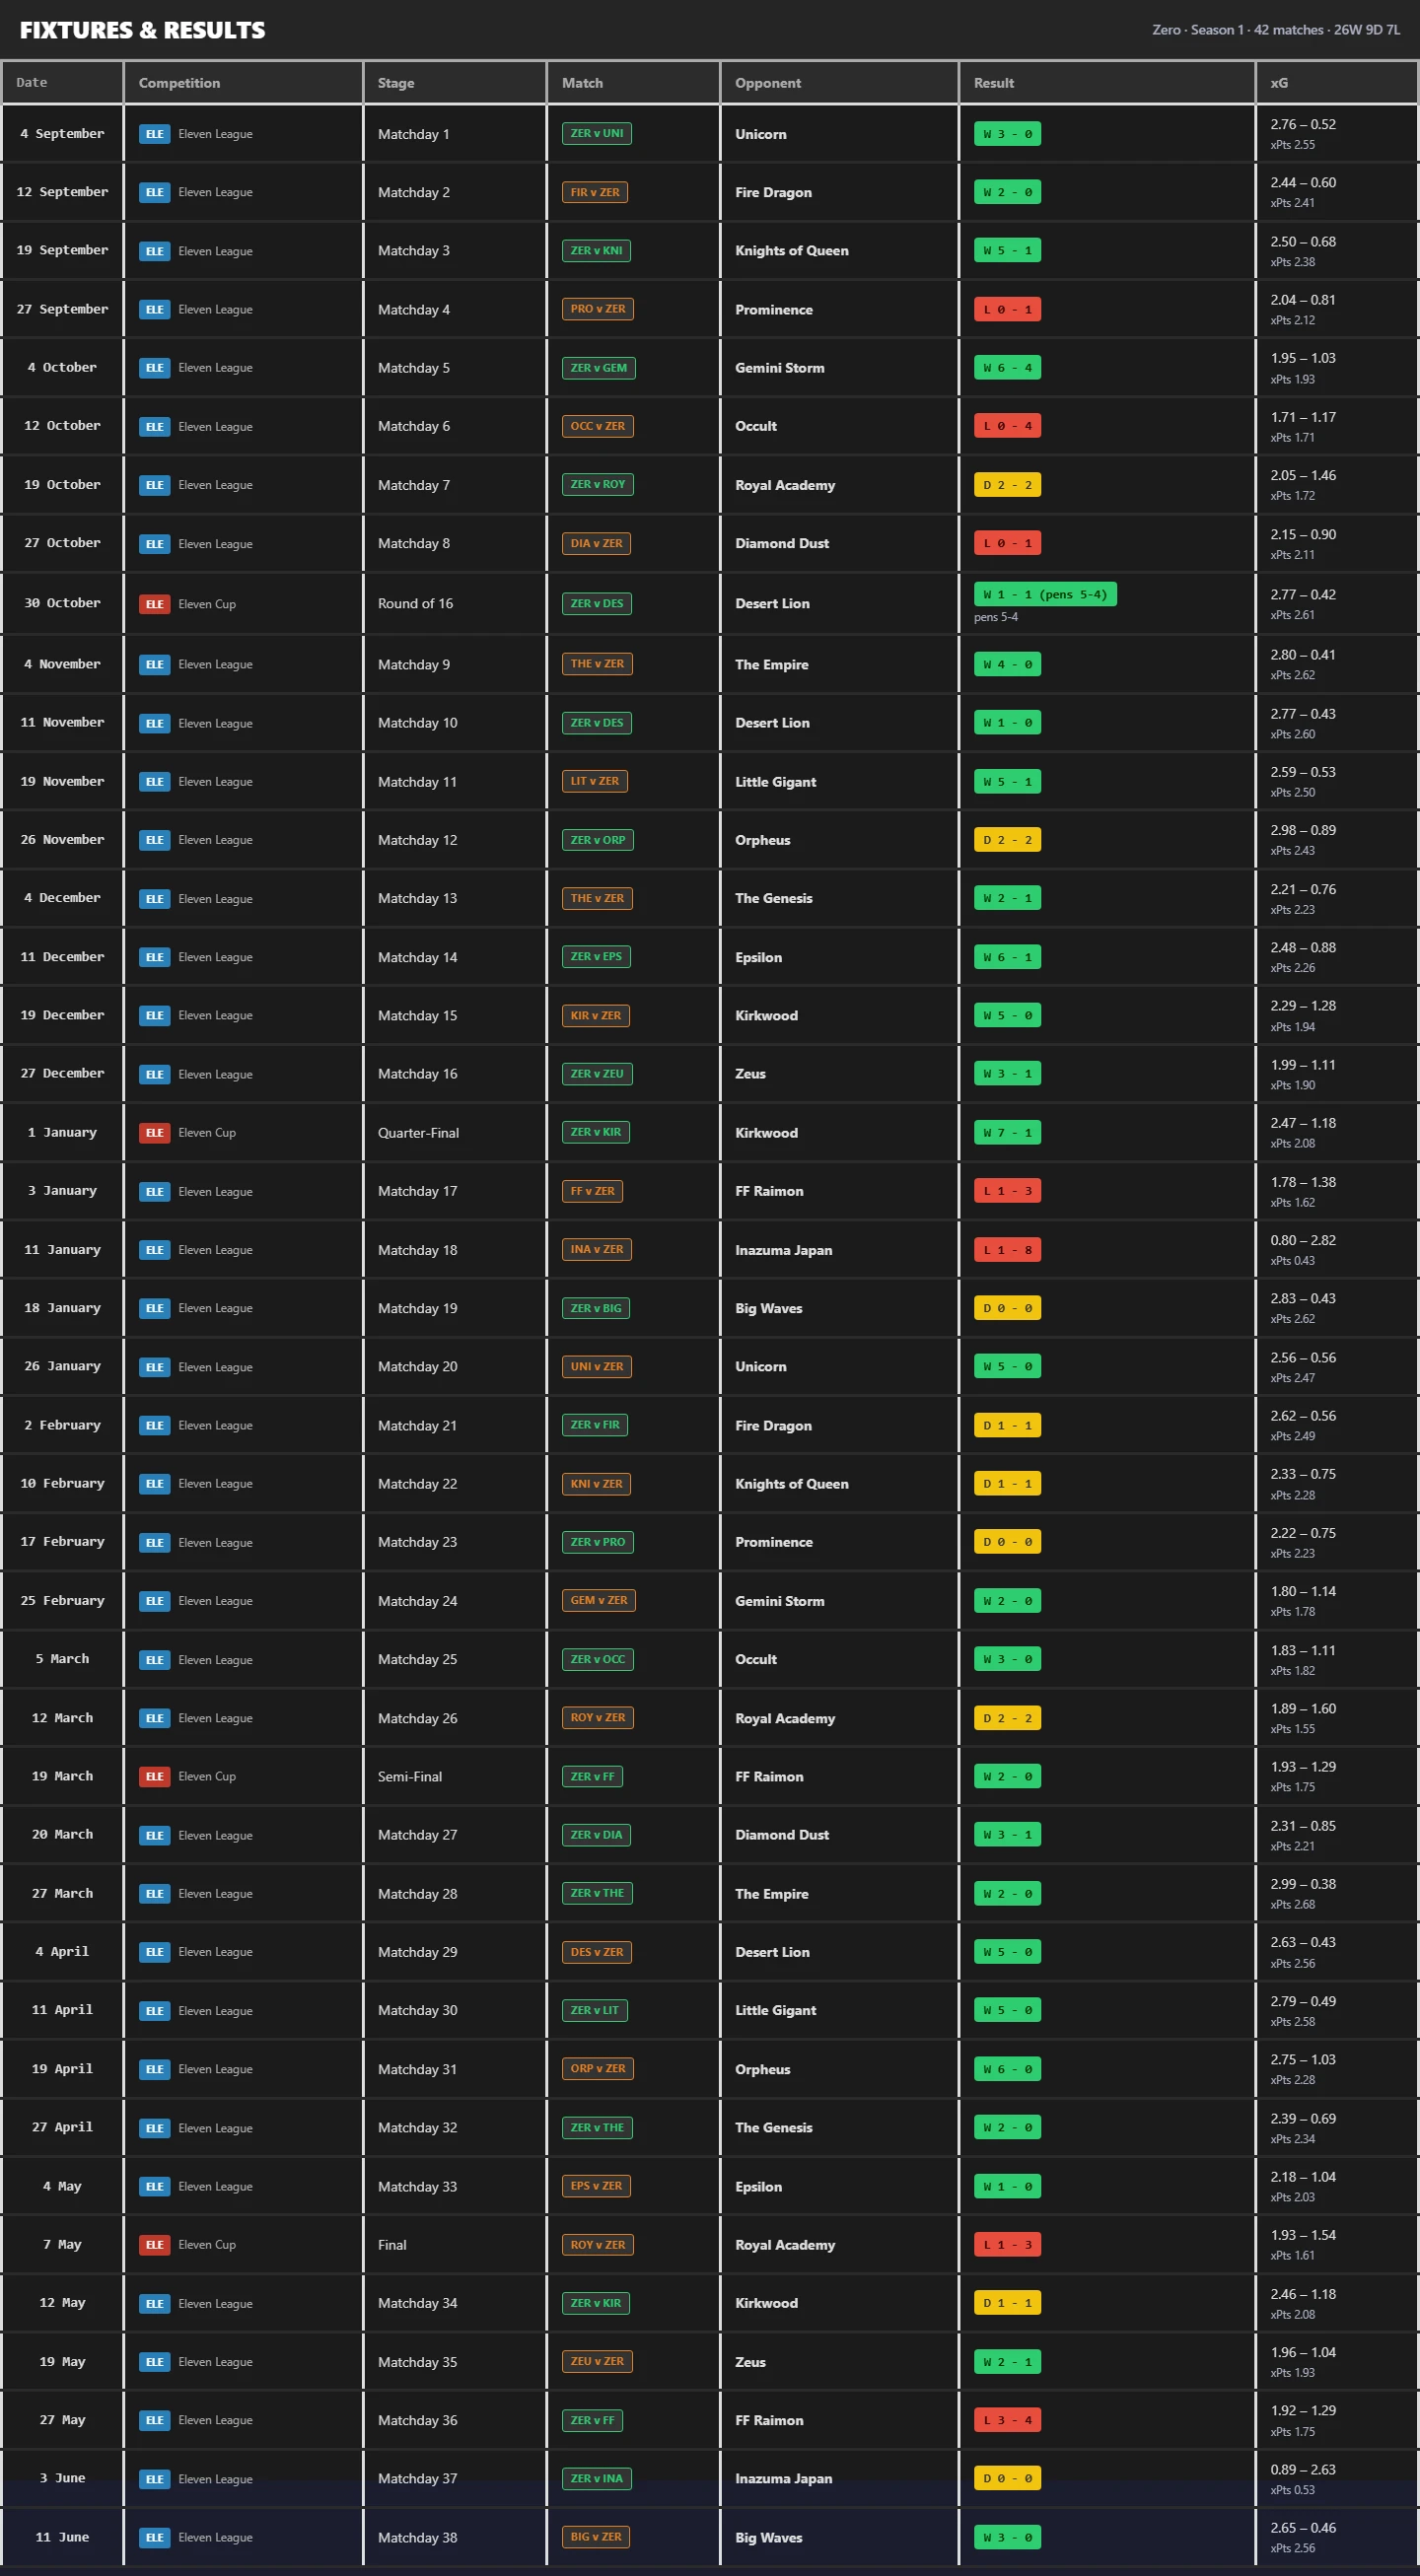 FIXTURES & RESULTS
Zero · Season 1 · 42 matches · 26W 9D 7L
Date Competition Stage Match Opponent Result xG
4 September ELE Eleven League Matchday 1 ZER v UNI Unicorn W 3 - 0 2.76 – 0.52
xPts 2.55
12 September ELE Eleven League Matchday 2 FIR v ZER Fire Dragon W 2 - 0 2.44 – 0.60
xPts 2.41
19 September ELE Eleven League Matchday 3 ZER v KNI Knights of Queen W 5 - 1 2.50 – 0.68
xPts 2.38
27 September ELE Eleven League Matchday 4 PRO v ZER Prominence L 0 - 1 2.04 – 0.81
xPts 2.12
4 October ELE Eleven League Matchday 5 ZER v GEM Gemini Storm W 6 - 4 1.95 – 1.03
xPts 1.93
12 October ELE Eleven League Matchday 6 OCC v ZER Occult L 0 - 4 1.71 – 1.17
xPts 1.71
19 October ELE Eleven League Matchday 7 ZER v ROY Royal Academy D 2 - 2 2.05 – 1.46
xPts 1.72
27 October ELE Eleven League Matchday 8 DIA v ZER Diamond Dust L 0 - 1 2.15 – 0.90
xPts 2.11
30 October ELE Eleven Cup Round of 16 ZER v DES Desert Lion W 1 - 1 (pens 5-4) 2.77 – 0.42
pens 5-4 xPts 2.61
4 November ELE Eleven League Matchday 9 THE v ZER The Empire W 4 - 0 2.80 – 0.41
xPts 2.62
11 November ELE Eleven League Matchday 10 ZER v DES Desert Lion W 1 - 0 2.77 – 0.43
xPts 2.60
19 November ELE Eleven League Matchday 11 LIT v ZER Little Gigant W 5 - 1 2.59 – 0.53
xPts 2.50
26 November ELE Eleven League Matchday 12 ZER v ORP Orpheus D 2 - 2 2.98 – 0.89
xPts 2.43
4 December ELE Eleven League Matchday 13 THE v ZER The Genesis W 2 - 1 2.21 – 0.76
xPts 2.23
11 December ELE Eleven League Matchday 14 ZER v EPS Epsilon W 6 - 1 2.48 – 0.88
xPts 2.26
19 December ELE Eleven League Matchday 15 KIR v ZER Kirkwood W 5 - 0 2.29 – 1.28
xPts 1.94
27 December ELE Eleven League Matchday 16 ZER v ZEU Zeus W 3 - 1 1.99 – 1.11
xPts 1.90
1 January ELE Eleven Cup Quarter-Final ZER v KIR Kirkwood W 7 - 1 2.47 – 1.18
xPts 2.08
3 January ELE Eleven League Matchday 17 FF v ZER FF Raimon L 1 - 3 1.78 – 1.38
xPts 1.62
11 January ELE Eleven League Matchday 18 INA v ZER Inazuma Japan L 1 - 8 0.80 – 2.82
xPts 0.43
18 January ELE Eleven League Matchday 19 ZER v BIG Big Waves D 0 - 0 2.83 – 0.43
xPts 2.62
26 January ELE Eleven League Matchday 20 UNI v ZER Unicorn W 5 - 0 2.56 – 0.56
xPts 2.47
2 February ELE Eleven League Matchday 21 ZER v FIR Fire Dragon D 1 - 1 2.62 – 0.56
xPts 2.49
10 February ELE Eleven League Matchday 22 KNI v ZER Knights of Queen D 1 - 1 2.33 – 0.75
xPts 2.28
17 February ELE Eleven League Matchday 23 ZER v PRO Prominence D 0 - 0 2.22 – 0.75
xPts 2.23
25 February ELE Eleven League Matchday 24 GEM v ZER Gemini Storm W 2 - 0 1.80 – 1.14
xPts 1.78
5 March ELE Eleven League Matchday 25 ZER v OCC Occult W 3 - 0 1.83 – 1.11
xPts 1.82
12 March ELE Eleven League Matchday 26 ROY v ZER Royal Academy D 2 - 2 1.89 – 1.60
xPts 1.55
19 March ELE Eleven Cup Semi-Final ZER v FF FF Raimon W 2 - 0 1.93 – 1.29
xPts 1.75
20 March ELE Eleven League Matchday 27 ZER v DIA Diamond Dust W 3 - 1 2.31 – 0.85
xPts 2.21
27 March ELE Eleven League Matchday 28 ZER v THE The Empire W 2 - 0 2.99 – 0.38
xPts 2.68
4 April ELE Eleven League Matchday 29 DES v ZER Desert Lion W 5 - 0 2.63 – 0.43
xPts 2.56
11 April ELE Eleven League Matchday 30 ZER v LIT Little Gigant W 5 - 0 2.79 – 0.49
xPts 2.58
19 April ELE Eleven League Matchday 31 ORP v ZER Orpheus W 6 - 0 2.75 – 1.03
xPts 2.28
27 April ELE Eleven League Matchday 32 ZER v THE The Genesis W 2 - 0 2.39 – 0.69
xPts 2.34
4 May ELE Eleven League Matchday 33 EPS v ZER Epsilon W 1 - 0 2.18 – 1.04
xPts 2.03
7 May ELE Eleven Cup Final ROY v ZER Royal Academy L 1 - 3 1.93 – 1.54
xPts 1.61
12 May ELE Eleven League Matchday 34 ZER v KIR Kirkwood D 1 - 1 2.46 – 1.18
xPts 2.08
19 May ELE Eleven League Matchday 35 ZEU v ZER Zeus W 2 - 1 1.96 – 1.04
xPts 1.93
27 May ELE Eleven League Matchday 36 ZER v FF FF Raimon L 3 - 4 1.92 – 1.29
xPts 1.75
3 June ELE Eleven League Matchday 37 ZER v INA Inazuma Japan D 0 - 0 0.89 – 2.63
xPts 0.53
11 June ELE Eleven League Matchday 38 BIG v ZER Big Waves W 3 - 0 2.65 – 0.46
xPts 2.56